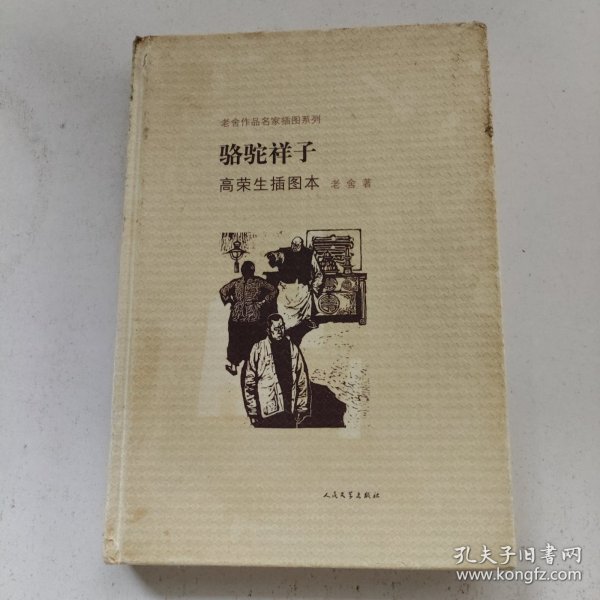 老舍作品名家插图系列
骆驼祥子
高荣生插图本 老舍著
人民文学出版社
孔夫子旧书网
www.kongfz.com